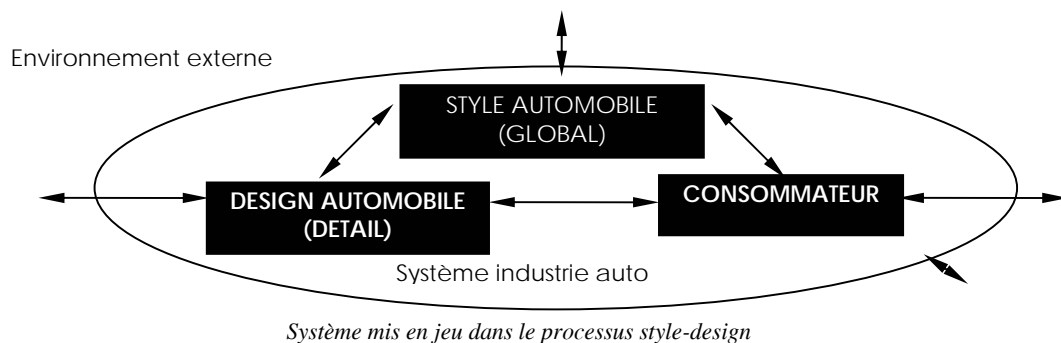 Environnement externe
STYLE AUTOMOBILE
(GLOBAL)
DESIGN AUTOMOBILE
(DETAIL)
CONSOMMATEUR
Système industrie auto
Système mis en jeu dans le processus style-design